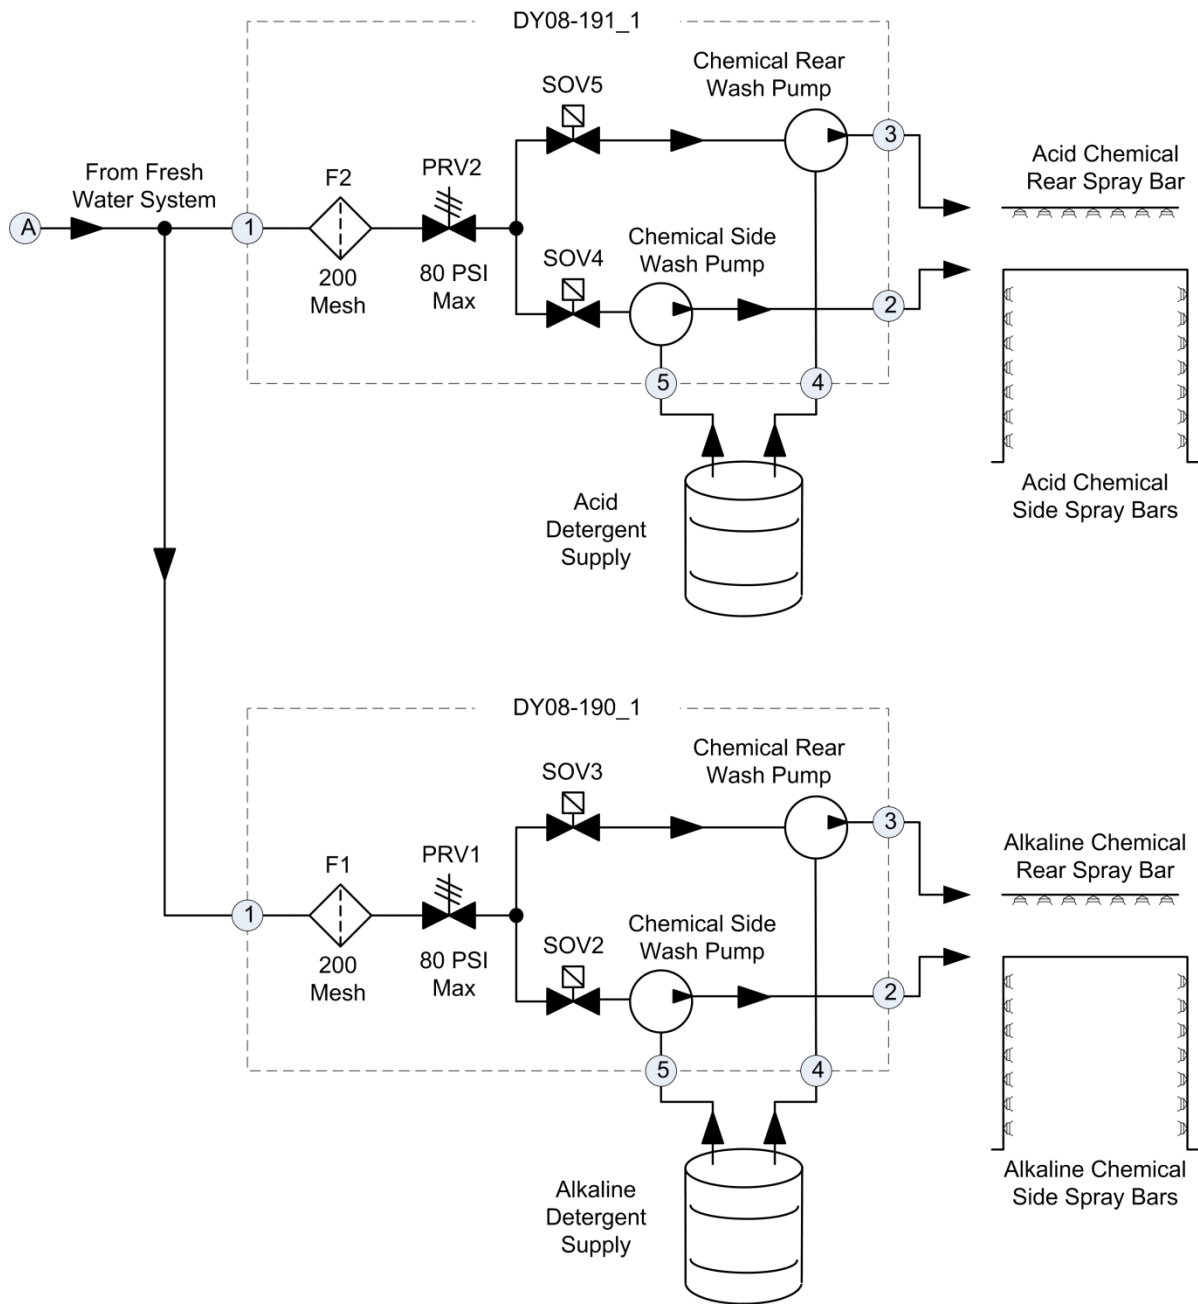 DY08-191_1
Chemical Rear
Wash Pump
SOV5
3
From Fresh
Water System
F2
PRV2
Acid Chemical
Rear Spray Bar
A
1
200
Mesh
80 PSI
Max
SOV4
Chemical Side
Wash Pump
2
5
4
Acid
Detergent
Supply
Acid Chemical
Side Spray Bars
DY08-190_1
Chemical Rear
Wash Pump
SOV3
3
F1
PRV1
Alkaline Chemical
Rear Spray Bar
1
200
Mesh
80 PSI
Max
SOV2
Chemical Side
Wash Pump
2
5
4
Alkaline
Detergent
Supply
Alkaline Chemical
Side Spray Bars